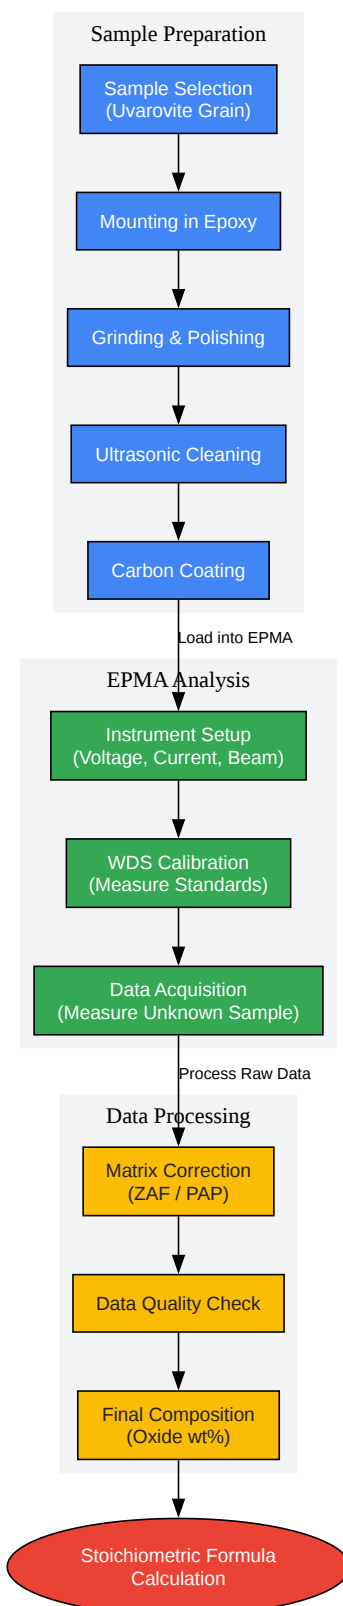 Sample Preparation
Sample Selection
(Uvarovite Grain)
Mounting in Epoxy
Grinding & Polishing
Ultrasonic Cleaning
Carbon Coating
Load into EPMA
EPMA Analysis
Instrument Setup
(Voltage, Current, Beam)
WDS Calibration
(Measure Standards)
Data Acquisition
(Measure Unknown Sample)
Process Raw Data
Data Processing
Matrix Correction
(ZAF / PAP)
Data Quality Check
Final Composition
(Oxide wt%)
Stoichiometric Formula
Calculation